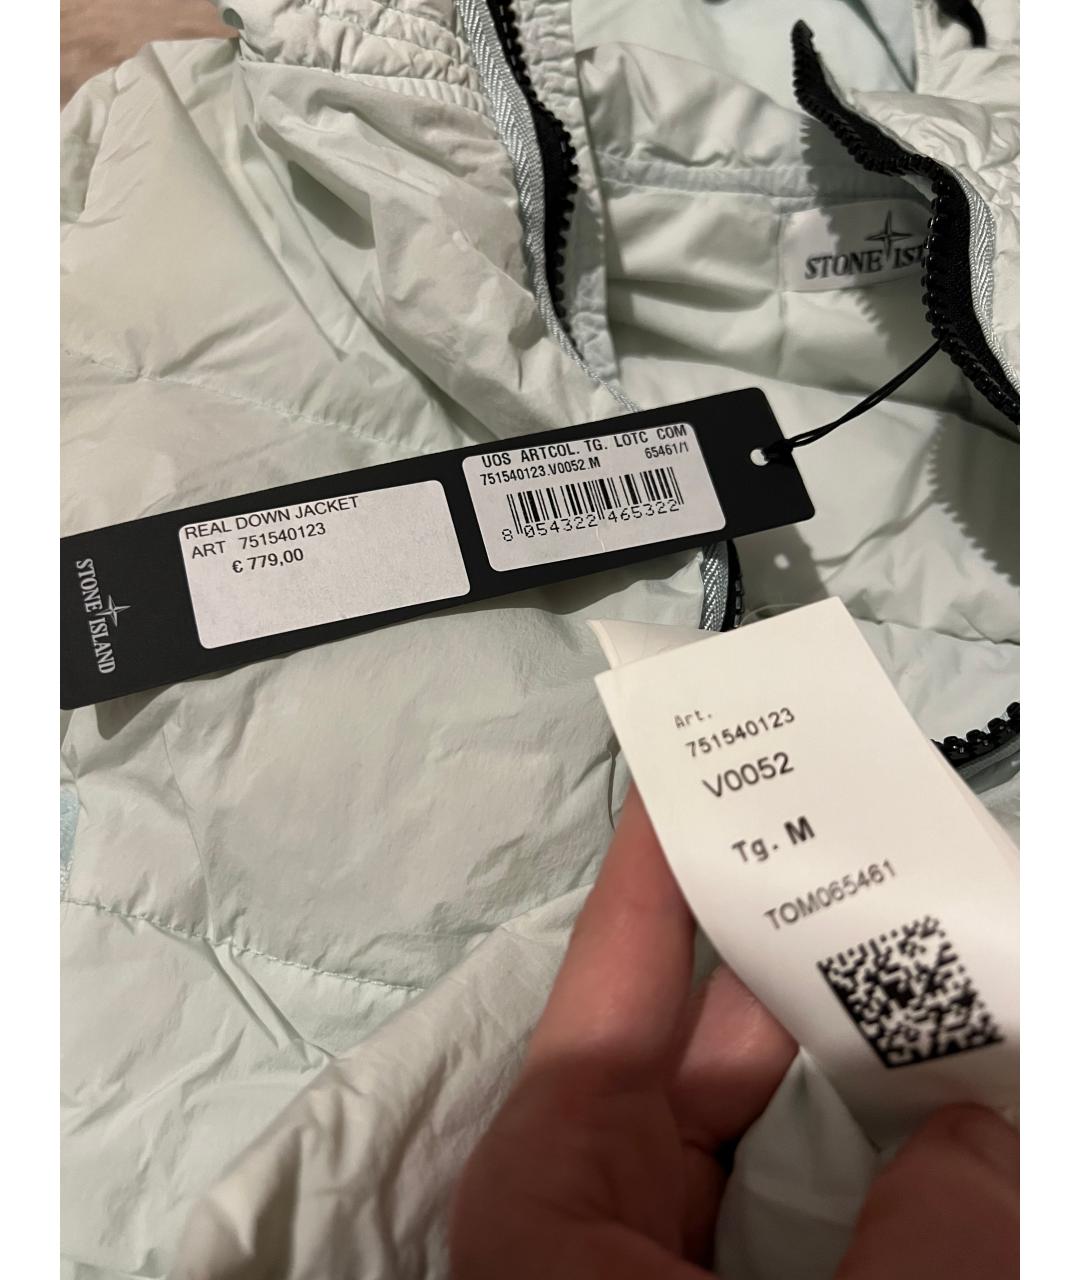 STONE ISL
UOS ARTCOL. TG. LOTC COM
751540123.V0052.M 65461/1
8 054322 465322
REAL DOWN JACKET
ART 751540123
€ 779,00
STONE ISLAND
Art.
751540123
V0052
Tg. M
TOM065461